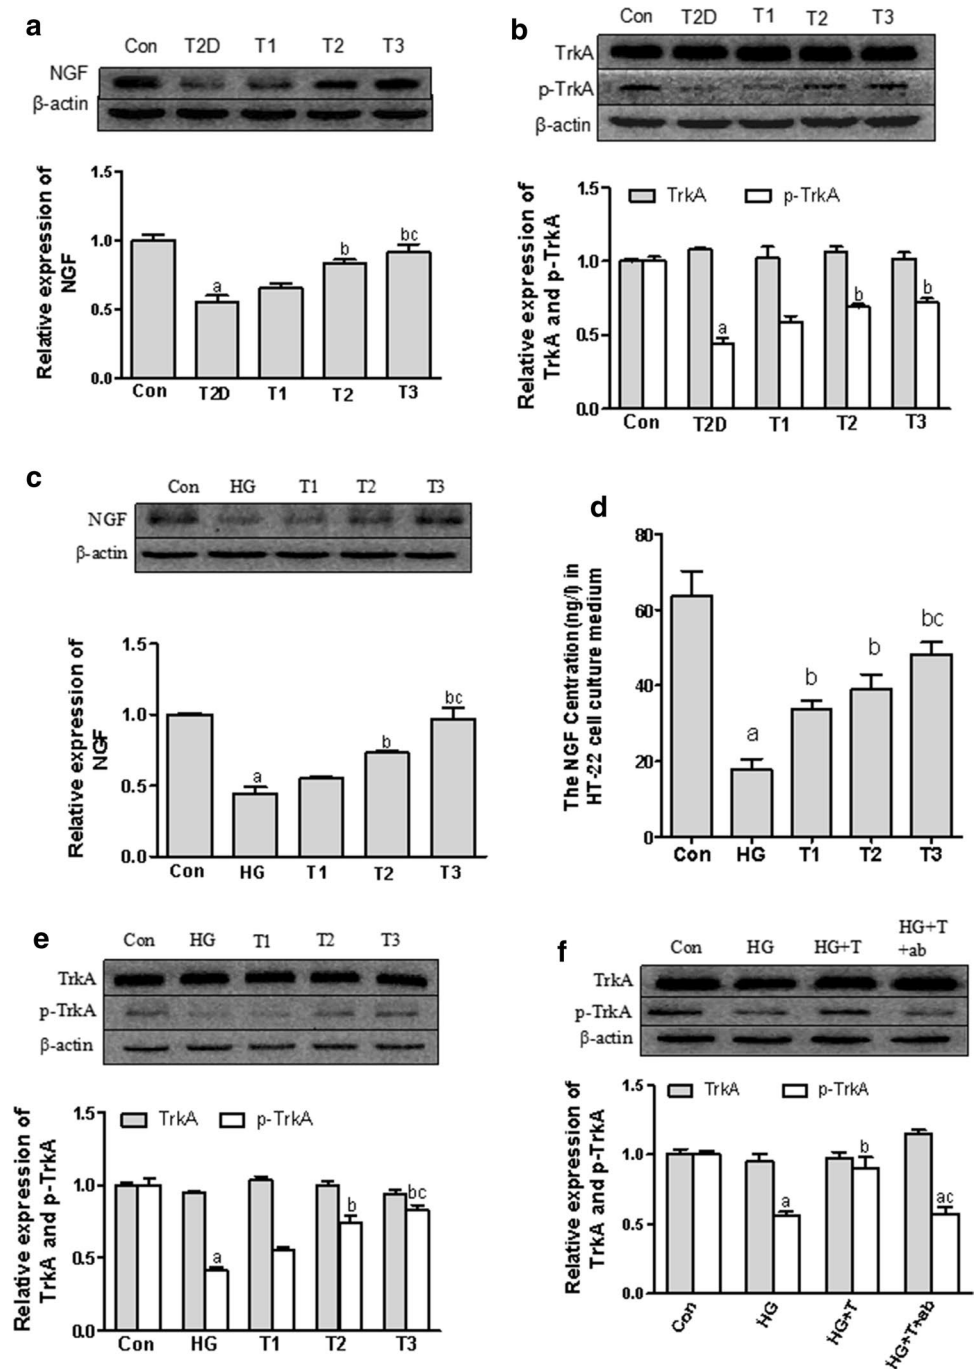 a
Con T2D T1 T2 T3
NGF
β-actin
Relative expression of
NGF
1.5
1.0
0.5
0.0
a
b
bc
Con T2D T1 T2 T3
b
Con T2D T1 T2 T3
TrkA
p-TrkA
β-actin
Relative expression of
TrkA and p-TrkA
1.5
1.0
0.5
0.0
TrkA p-TrkA
a
b
b
Con T2D T1 T2 T3
c
Con HG T1 T2 T3
NGF
β-actin
Relative expression of
NGF
1.5
1.0
0.5
0.0
a
b
bc
Con HG T1 T2 T3
d
The NGF Centration(ng/l) in
HT-22 cell culture medium
80
60
40
20
0
a
b
b
bc
Con HG T1 T2 T3
e
Con HG T1 T2 T3
TrkA
p-TrkA
β-actin
Relative expression of
TrkA and p-TrkA
1.5
1.0
0.5
0.0
TrkA p-TrkA
a
b
bc
Con HG T1 T2 T3
f
Con HG HG+T HG+T
+ab
TrkA
p-TrkA
β-actin
Relative expression of
TrkA and p-TrkA
1.5
1.0
0.5
0.0
TrkA p-TrkA
a
b
ac
Con HG HG+T HG+T+ab